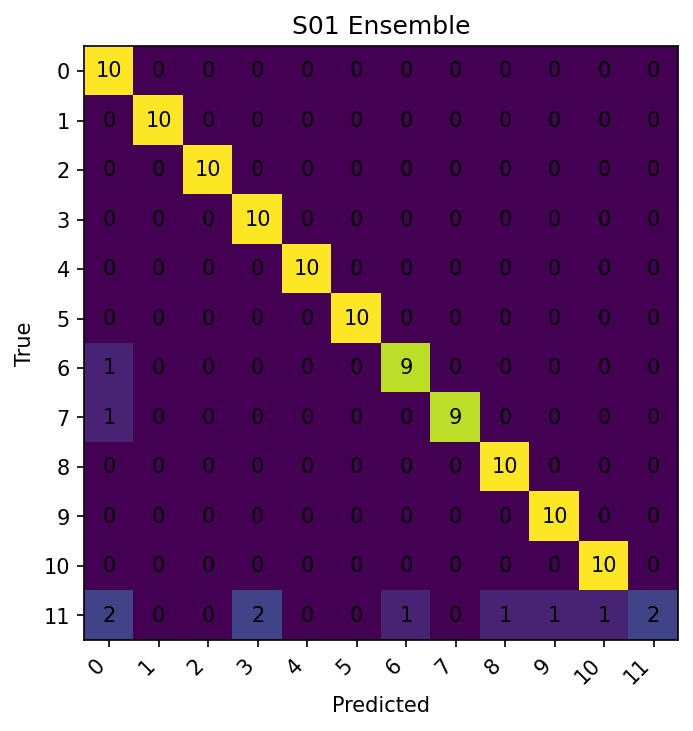 S01 Ensemble
0 10 0 0 0 0 0 0 0 0 0 0 0
1 0 10 0 0 0 0 0 0 0 0 0 0
2 0 0 10 0 0 0 0 0 0 0 0 0
3 0 0 0 10 0 0 0 0 0 0 0 0
4 0 0 0 0 10 0 0 0 0 0 0 0
5 0 0 0 0 0 10 0 0 0 0 0 0
6 1 0 0 0 0 0 9 0 0 0 0 0
7 1 0 0 0 0 0 0 9 0 0 0 0
8 0 0 0 0 0 0 0 0 10 0 0 0
9 0 0 0 0 0 0 0 0 0 10 0 0
10 0 0 0 0 0 0 0 0 0 0 10 0
11 2 0 0 2 0 0 1 0 1 1 1 2
True
0 1 2 3 4 5 6 7 8 9 10 11
Predicted